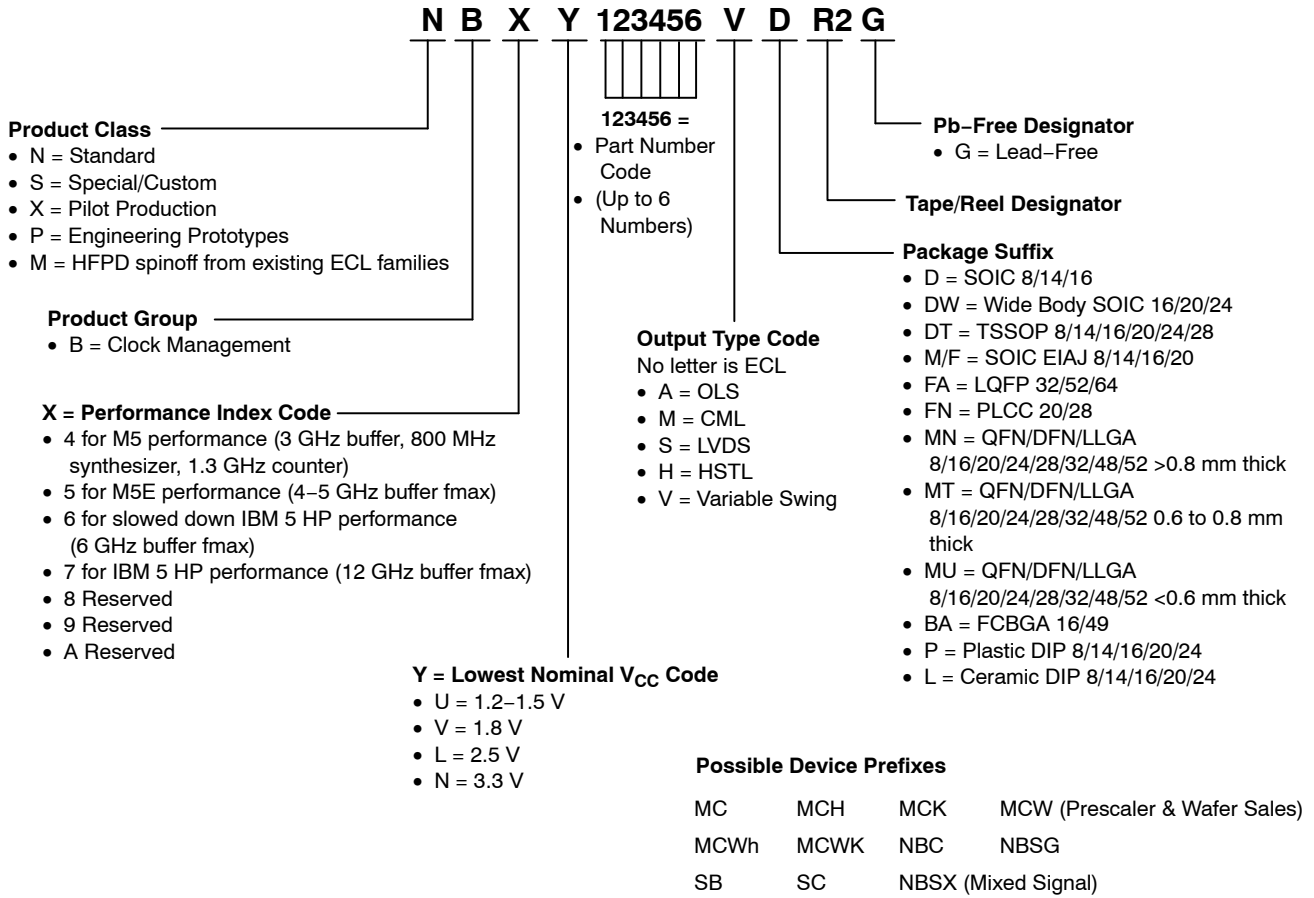 N B X Y 123456 V D R2 G
Product Class
• N = Standard
• S = Special/Custom
• X = Pilot Production
• P = Engineering Prototypes
• M = HFPD spinoff from existing ECL families
Product Group
• B = Clock Management
X = Performance Index Code
• 4 for M5 performance (3 GHz buffer, 800 MHz
synthesizer, 1.3 GHz counter)
• 5 for M5E performance (4–5 GHz buffer fmax)
• 6 for slowed down IBM 5 HP performance
(6 GHz buffer fmax)
• 7 for IBM 5 HP performance (12 GHz buffer fmax)
• 8 Reserved
• 9 Reserved
• A Reserved
Y = Lowest Nominal VCC Code
• U = 1.2–1.5 V
• V = 1.8 V
• L = 2.5 V
• N = 3.3 V
123456 =
• Part Number
Code
• (Up to 6
Numbers)
Output Type Code
No letter is ECL
• A = OLS
• M = CML
• S = LVDS
• H = HSTL
• V = Variable Swing
Pb–Free Designator
• G = Lead–Free
Tape/Reel Designator
Package Suffix
• D = SOIC 8/14/16
• DW = Wide Body SOIC 16/20/24
• DT = TSSOP 8/14/16/20/24/28
• M/F = SOIC EIAJ 8/14/16/20
• FA = LQFP 32/52/64
• FN = PLCC 20/28
• MN = QFN/DFN/LLGA
8/16/20/24/28/32/48/52 >0.8 mm thick
• MT = QFN/DFN/LLGA
8/16/20/24/28/32/48/52 0.6 to 0.8 mm
thick
• MU = QFN/DFN/LLGA
8/16/20/24/28/32/48/52 <0.6 mm thick
• BA = FCBGA 16/49
• P = Plastic DIP 8/14/16/20/24
• L = Ceramic DIP 8/14/16/20/24
Possible Device Prefixes
MC MCH MCK MCW (Prescaler & Wafer Sales)
MCWh MCWK NBC NBSG
SB SC NBSX (Mixed Signal)